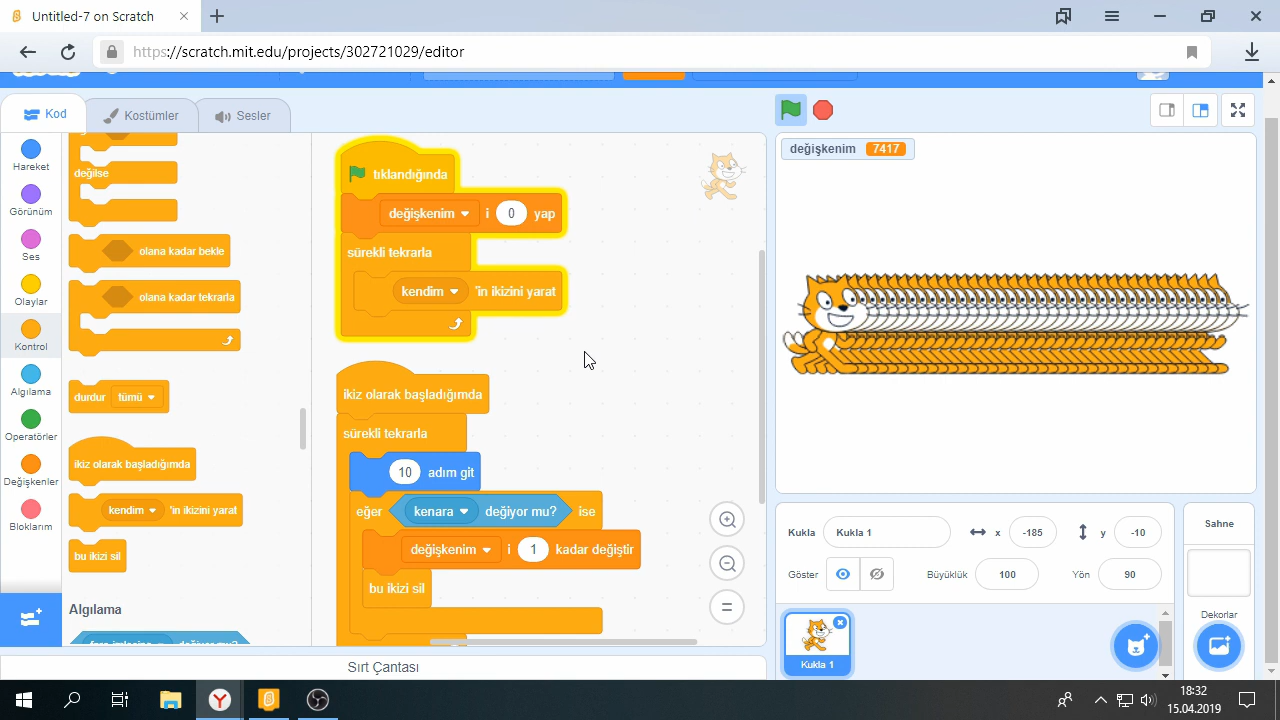 Untitled-7 on Scratch
https://scratch.mit.edu/projects/302721029/editor
Kod
Kostümler
Sesler
Hareket
Görünüm
Ses
Olaylar
Kontrol
Algılama
Operatörler
Değişkenler
Bloklarım
değilse
olana kadar bekle
olana kadar tekrarla
durdur tümü
ikiz olarak başladığımda
kendim 'in ikizini yarat
bu ikizi sil
Algılama
tıklandığında
değişkenim i 0 yap
sürekli tekrarla
kendim 'in ikizini yarat
ikiz olarak başladığımda
sürekli tekrarla
10 adım git
eğer kenara değiyor mu? ise
değişkenim i 1 kadar değiştir
bu ikizi sil
Sırt Çantası
değişkenim 7417
Kukla Kukla 1 x -185 y -10
Göster Büyüklük 100 Yön 90
Kukla 1
Sahne
Dekorlar
18:32
15.04.2019